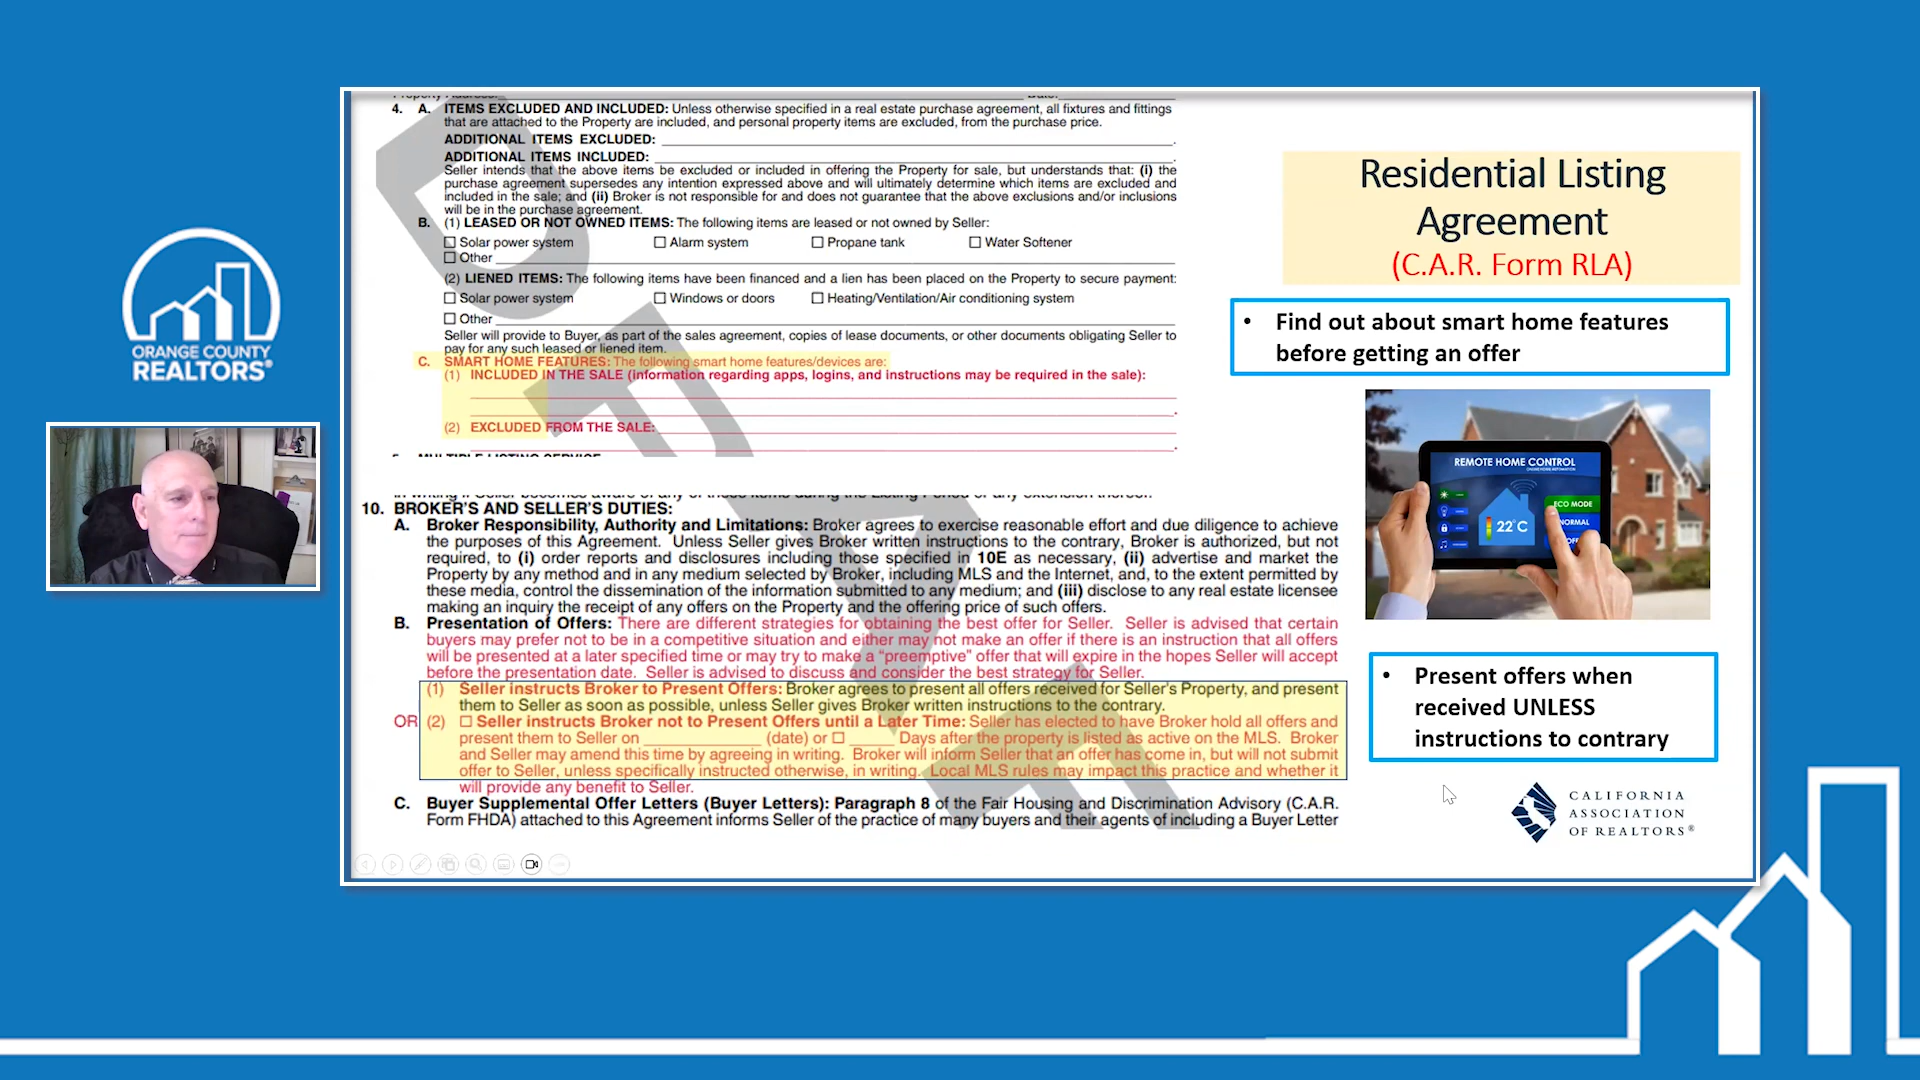 ORANGE COUNTY
REALTORS®
4. A. ITEMS EXCLUDED AND INCLUDED: Unless otherwise specified in a real estate purchase agreement, all fixtures and fittings
that are attached to the Property are included, and personal property items are excluded, from the purchase price.
ADDITIONAL ITEMS EXCLUDED:
ADDITIONAL ITEMS INCLUDED:
Seller intends that the above items be excluded or included in offering the Property for sale, but understands that: (i) the
purchase agreement supersedes any intention expressed above and will ultimately determine which items are excluded and
included in the sale; and (ii) Broker is not responsible for and does not guarantee that the above exclusions and/or inclusions
will be in the purchase agreement.
B. (1) LEASED OR NOT OWNED ITEMS: The following items are leased or not owned by Seller:
Solar power system Alarm system Propane tank Water Softener
Other
(2) LIENED ITEMS: The following items have been financed and a lien has been placed on the Property to secure payment:
Solar power system Windows or doors Heating/Ventilation/Air conditioning system
Other
Seller will provide to Buyer, as part of the sales agreement, copies of lease documents, or other documents obligating Seller to
pay for any such leased or liened item.
C. SMART HOME FEATURES: The following smart home features/devices are:
(1) INCLUDED IN THE SALE (information regarding apps, logins, and instructions may be required in the sale):
(2) EXCLUDED FROM THE SALE:
10. BROKER'S AND SELLER'S DUTIES:
A. Broker Responsibility, Authority and Limitations: Broker agrees to exercise reasonable effort and due diligence to achieve
the purposes of this Agreement. Unless Seller gives Broker written instructions to the contrary, Broker is authorized, but not
required, to (i) order reports and disclosures including those specified in 10E as necessary, (ii) advertise and market the
Property by any method and in any medium selected by Broker, including MLS and the Internet, and, to the extent permitted by
these media, control the dissemination of the information submitted to any medium; and (iii) disclose to any real estate licensee
making an inquiry the receipt of any offers on the Property and the offering price of such offers.
B. Presentation of Offers: There are different strategies for obtaining the best offer for Seller. Seller is advised that certain
buyers may prefer not to be in a competitive situation and either may not make an offer if there is an instruction that all offers
will be presented at a later specified time or may try to make a "preemptive" offer that will expire in the hopes Seller will accept
before the presentation date. Seller is advised to discuss and consider the best strategy for Seller.
(1) Seller instructs Broker to Present Offers: Broker agrees to present all offers received for Seller's Property, and present
them to Seller as soon as possible, unless Seller gives Broker written instructions to the contrary.
OR (2) Seller instructs Broker not to Present Offers until a Later Time: Seller has elected to have Broker hold all offers and
present them to Seller on (date) or Days after the property is listed as active on the MLS. Broker
and Seller may amend this time by agreeing in writing. Broker will inform Seller that an offer has come in, but will not submit
offer to Seller, unless specifically instructed otherwise, in writing. Local MLS rules may impact this practice and whether it
will provide any benefit to Seller.
C. Buyer Supplemental Offer Letters (Buyer Letters): Paragraph 8 of the Fair Housing and Discrimination Advisory (C.A.R.
Form FHDA) attached to this Agreement informs Seller of the practice of many buyers and their agents of including a Buyer Letter
Residential Listing
Agreement
(C.A.R. Form RLA)
• Find out about smart home features
before getting an offer
REMOTE HOME CONTROL
ECO MODE
NORMAL
22°C
• Present offers when
received UNLESS
instructions to contrary
CALIFORNIA
ASSOCIATION
OF REALTORS®